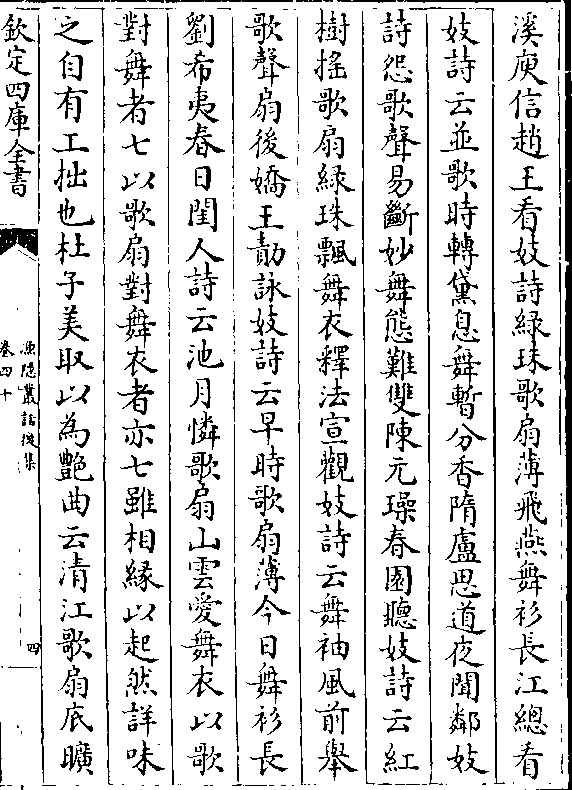 溪庾信趙王看妓詩緑珠歌扇薄飛燕舞衫長江總看
妓詩云並歌時轉黛息舞暫分香隋盧思道夜聞鄰妓
詩怨歌聲易斷妙舞態難雙陳元璪春園聽妓詩云紅
樹揺歌扇緑珠飄舞衣釋法宣觀妓詩云舞袖風前舉
歌聲扇後嬌王勣詠妓詩云早時歌扇薄今日舞衫長
劉希夷春日閨人詩云池月憐歌扇山雲愛舞衣以歌
對舞者七以歌扇對舞衣者亦七雖相縁以起然詳味
之自有工拙也杜子美取以為艶曲云清江歌扇底曠
欽定四庫全書
漁隠叢話後集
卷四十
四